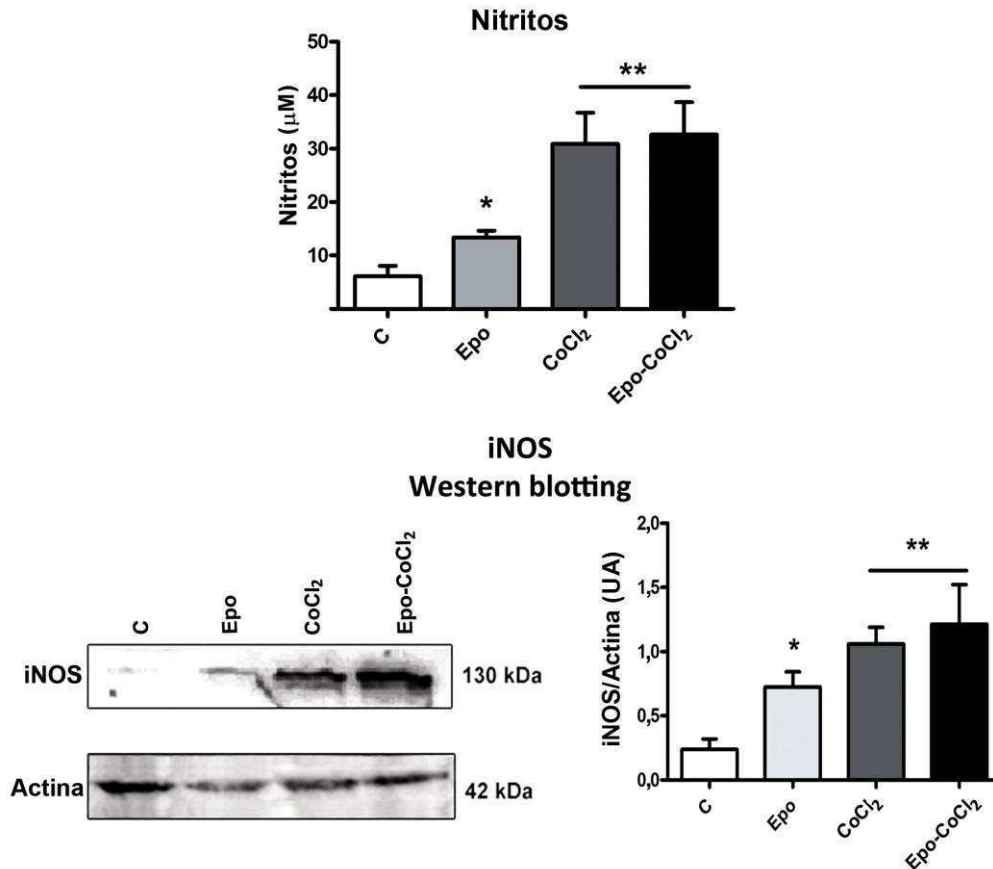 Nitritos
Nitritos (μM)
50
40
30
20
10
*
**
C
Epo
CoCl₂
Epo-CoCl₂
iNOS
Western blotting
C
Epo
CoCl₂
Epo-CoCl₂
iNOS
130 kDa
Actina
42 kDa
iNOS/Actina (UA)
2,0
1,5
1,0
0,5
0,0
*
**
C
Epo
CoCl₂
Epo-CoCl₂